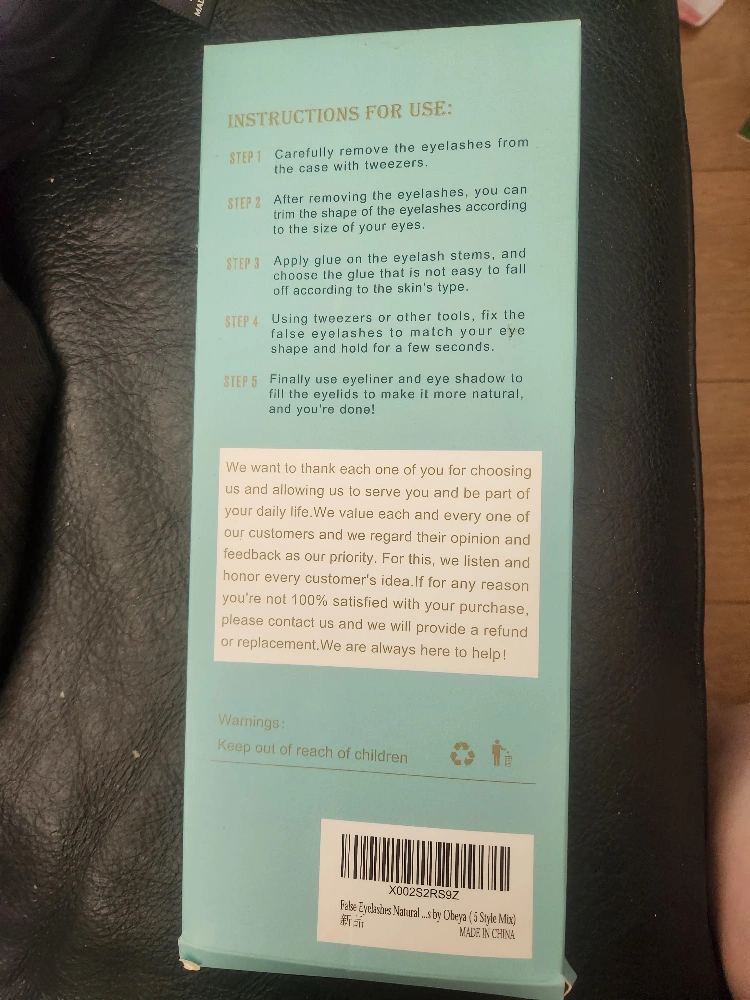 INSTRUCTIONS FOR USE:
STEP 1 Carefully remove the eyelashes from
the case with tweezers.
STEP 2 After removing the eyelashes, you can
trim the shape of the eyelashes according
to the size of your eyes.
STEP 3 Apply glue on the eyelash stems, and
choose the glue that is not easy to fall
off according to the skin's type.
STEP 4 Using tweezers or other tools, fix the
false eyelashes to match your eye
shape and hold for a few seconds.
STEP 5 Finally use eyeliner and eye shadow to
fill the eyelids to make it more natural,
and you're done!
We want to thank each one of you for choosing
us and allowing us to serve you and be part of
your daily life.We value each and every one of
our customers and we regard their opinion and
feedback as our priority. For this, we listen and
honor every customer's idea.If for any reason
you're not 100% satisfied with your purchase,
please contact us and we will provide a refund
or replacement.We are always here to help!
Warnings:
Keep out of reach of children
X002S2RS9Z
False Eyelashes Natural ...s by Obeya ( 5 Style Mix)
新品
MADE IN CHINA